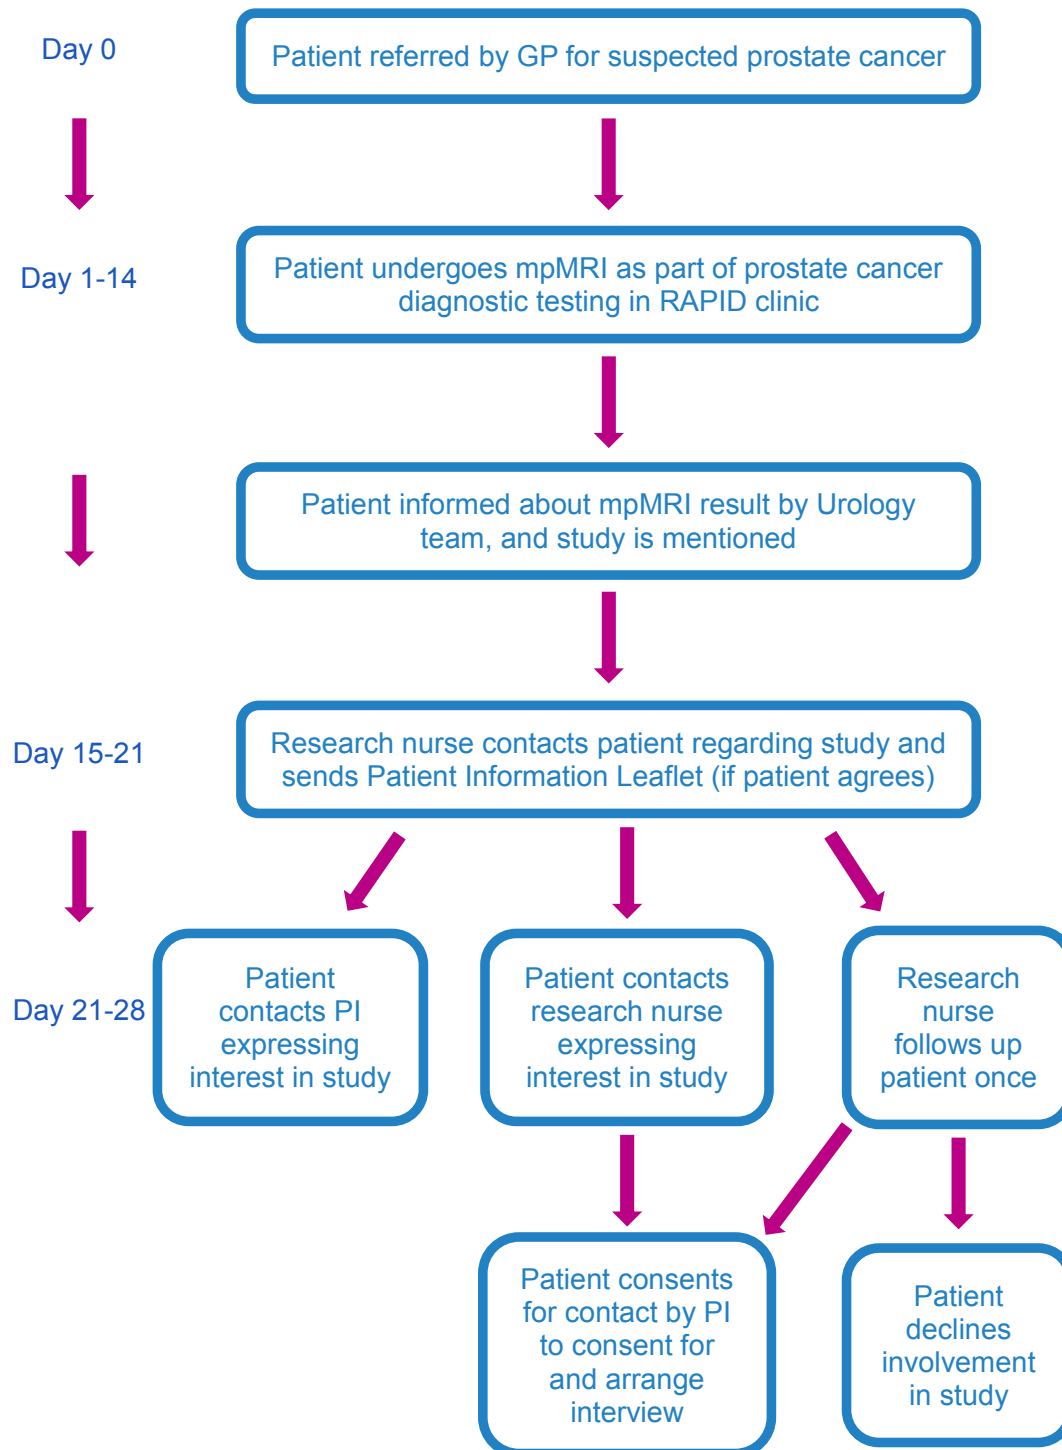 Day 0
Patient referred by GP for suspected prostate cancer
Day 1-14
Patient undergoes mpMRI as part of prostate cancer
diagnostic testing in RAPID clinic
Patient informed about mpMRI result by Urology
team, and study is mentioned
Day 15-21
Research nurse contacts patient regarding study and
sends Patient Information Leaflet (if patient agrees)
Day 21-28
Patient
contacts PI
expressing
interest in study
Patient contacts
research nurse
expressing
interest in study
Research
nurse
follows up
patient once
Patient consents
for contact by PI
to consent for
and arrange
interview
Patient
declines
involvement
in study